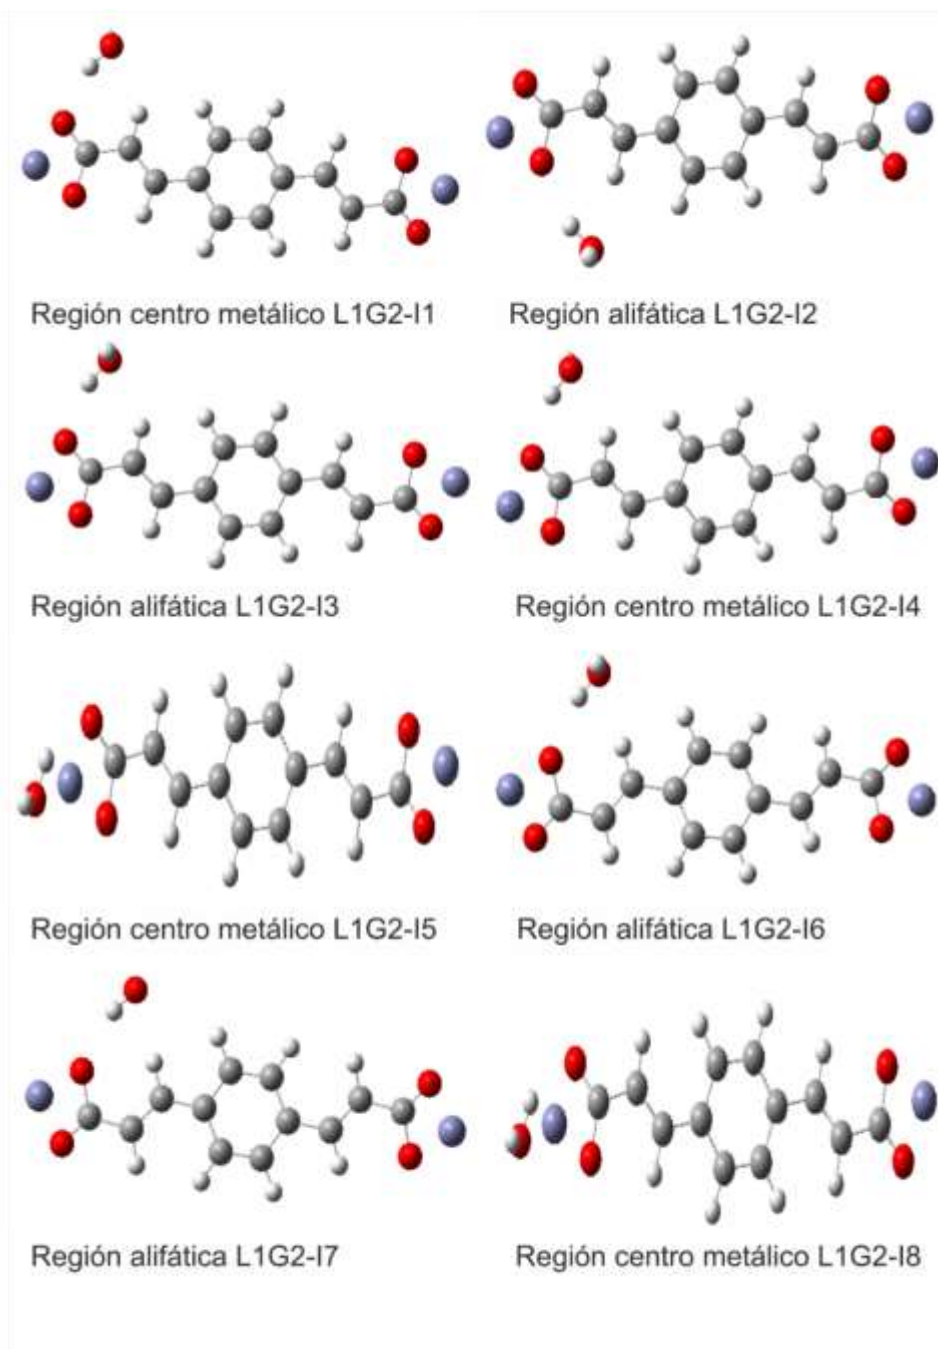 Región centro metálico L1G2-I1
Región alifática L1G2-I2
Región alifática L1G2-I3
Región centro metálico L1G2-I4
Región centro metálico L1G2-I5
Región alifática L1G2-I6
Región alifática L1G2-I7
Región centro metálico L1G2-I8